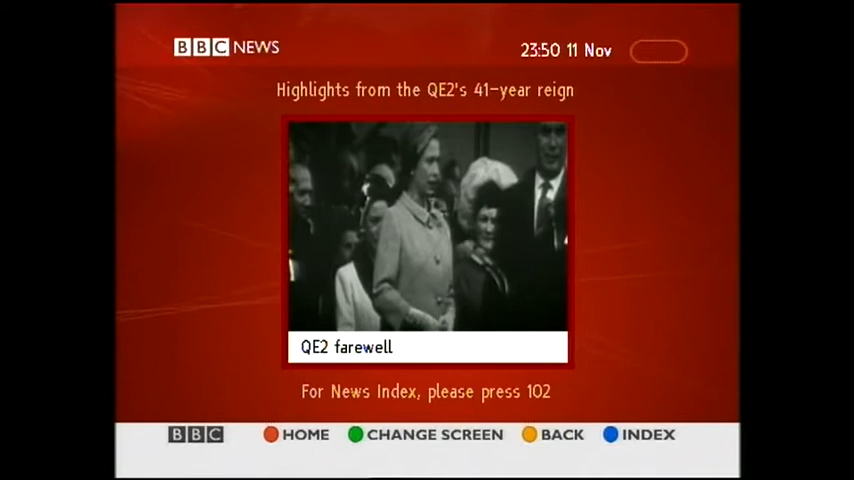 BBC NEWS
23:50 11 Nov
Highlights from the QE2's 41-year reign
QE2 farewell
For News Index, please press 102
BBC HOME CHANGE SCREEN BACK INDEX